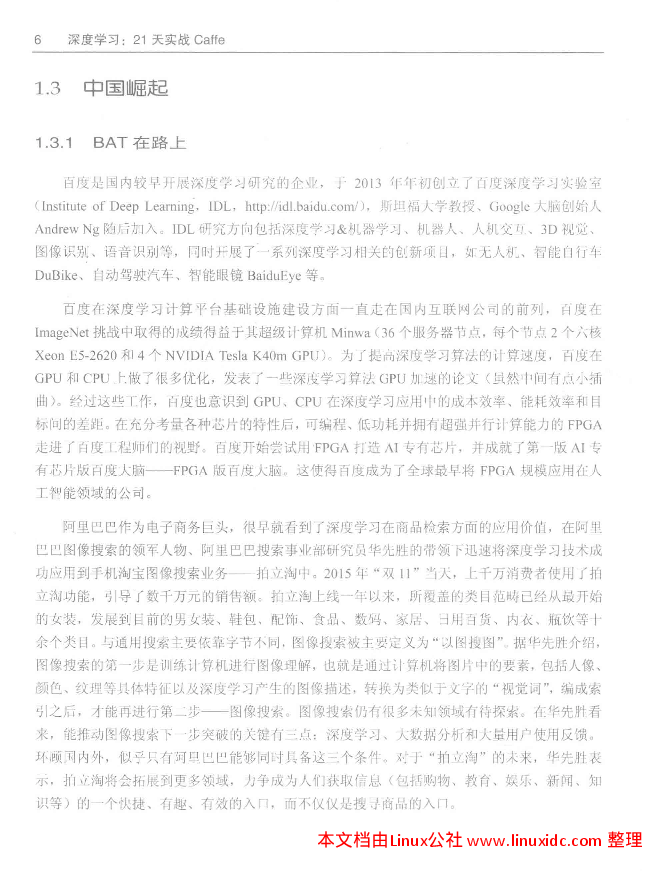 6 深度学习：21 天实战 Caffe
1.3 中国崛起
1.3.1 BAT 在路上
百度是国内较早开展深度学习研究的企业，于 2013 年年初创立了百度深度学习实验室
（Institute of Deep Learning，IDL，http://idl.baidu.com/），斯坦福大学教授、Google 大脑创始人
Andrew Ng 随后加入。IDL 研究方向包括深度学习&机器学习、机器人、人机交互、3D 视觉、
图像识别、语音识别等，同时开展了一系列深度学习相关的创新项目，如无人机、智能自行车
DuBike、自动驾驶汽车、智能眼镜 BaiduEye 等。
百度在深度学习计算平台基础设施建设方面一直走在国内互联网公司的前列，百度在
ImageNet 挑战中取得的成绩得益于其超级计算机 Minwa（36 个服务器节点，每个节点 2 个六核
Xeon E5-2620 和 4 个 NVIDIA Tesla K40m GPU）。为了提高深度学习算法的计算速度，百度在
GPU 和 CPU 上做了很多优化，发表了一些深度学习算法 GPU 加速的论文（虽然中间有点小插
曲）。经过这些工作，百度也意识到 GPU、CPU 在深度学习应用中的成本效率、能耗效率和目
标间的差距。在充分考量各种芯片的特性后，可编程、低功耗并拥有超强并行计算能力的 FPGA
走进了百度工程师们的视野。百度开始尝试用 FPGA 打造 AI 专有芯片，并成就了第一版 AI 专
有芯片版百度大脑——FPGA 版百度大脑。这使得百度成为了全球最早将 FPGA 规模应用在人
工智能领域的公司。
阿里巴巴作为电子商务巨头，很早就看到了深度学习在商品检索方面的应用价值，在阿里
巴巴图像搜索的领军人物、阿里巴巴搜索事业部研究员华先胜的带领下迅速将深度学习技术成
功应用到手机淘宝图像搜索业务——拍立淘中。2015 年“双 11”当天，上千万消费者使用了拍
立淘功能，引导了数千万元的销售额。拍立淘上线一年以来，所覆盖的类目范畴已经从最开始
的女装，发展到目前的男女装、鞋包、配饰、食品、数码、家居、日用百货、内衣、瓶饮等十
余个类目。与通用搜索主要依靠字节不同，图像搜索被主要定义为“以图搜图”。据华先胜介绍，
图像搜索的第一步是训练计算机进行图像理解，也就是通过计算机将图片中的要素，包括人像、
颜色、纹理等具体特征以及深度学习产生的图像描述，转换为类似于文字的“视觉词”，编成索
引之后，才能再进行第二步——图像搜索。图像搜索仍有很多未知领域有待探索。在华先胜看
来，能推动图像搜索下一步突破的关键有三点：深度学习、大数据分析和大量用户使用反馈。
环顾国内外，似乎只有阿里巴巴能够同时具备这三个条件。对于“拍立淘”的未来，华先胜表
示，拍立淘将会拓展到更多领域，力争成为人们获取信息（包括购物、教育、娱乐、新闻、知
识等）的一个快捷、有趣、有效的入口，而不仅仅是搜寻商品的入口。
本文档由Linux公社 www.linuxidc.com 整理